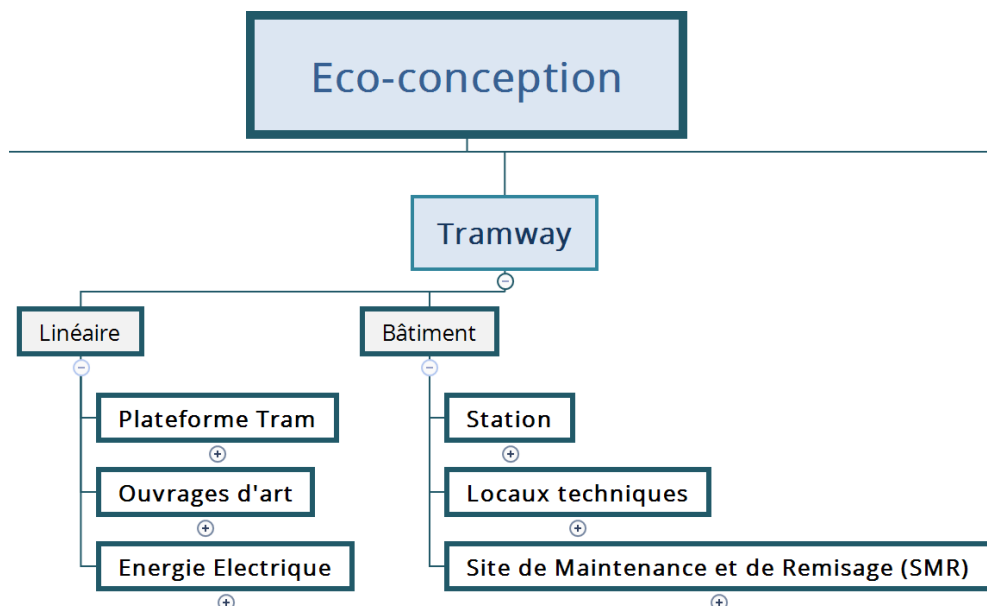 Eco-conception
Tramway
Linéaire
Bâtiment
Plateforme Tram
Station
Ouvrages d'art
Locaux techniques
Energie Electrique
Site de Maintenance et de Remisage (SMR)